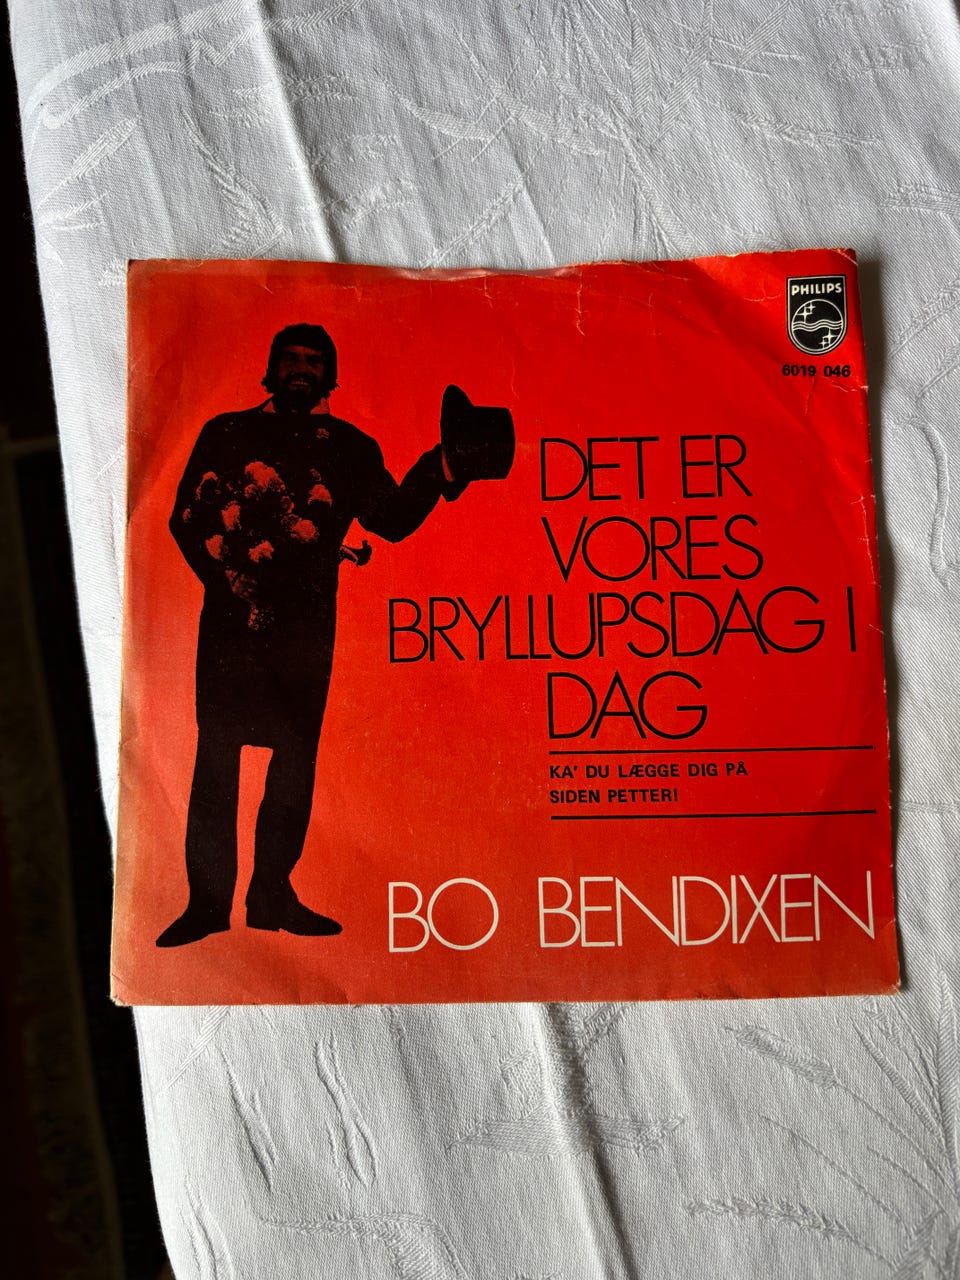 PHILIPS
6019 046
DET ER
VORES
BRYLLUPSDAG I
DAG
KA' DU LÆGGE DIG PÅ
SIDEN PETTER!
BO BENDIXEN